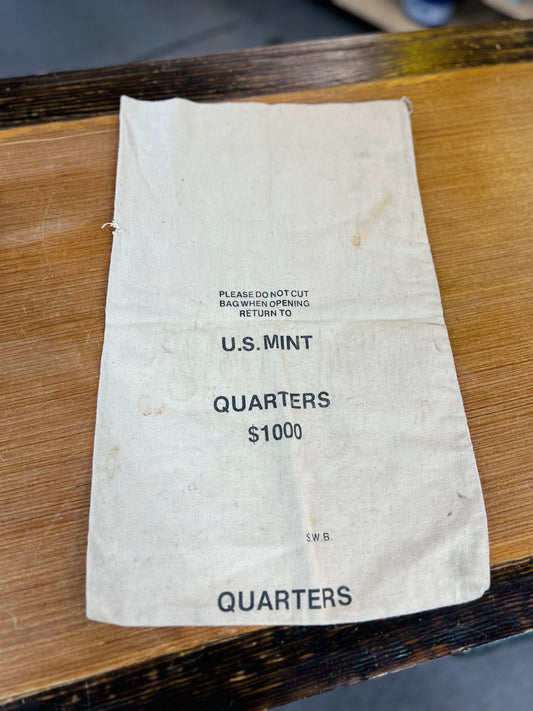 PLEASE DO NOT CUT
BAG WHEN OPENING
RETURN TO
U.S. MINT
QUARTERS
$1000
S.W.B.
QUARTERS